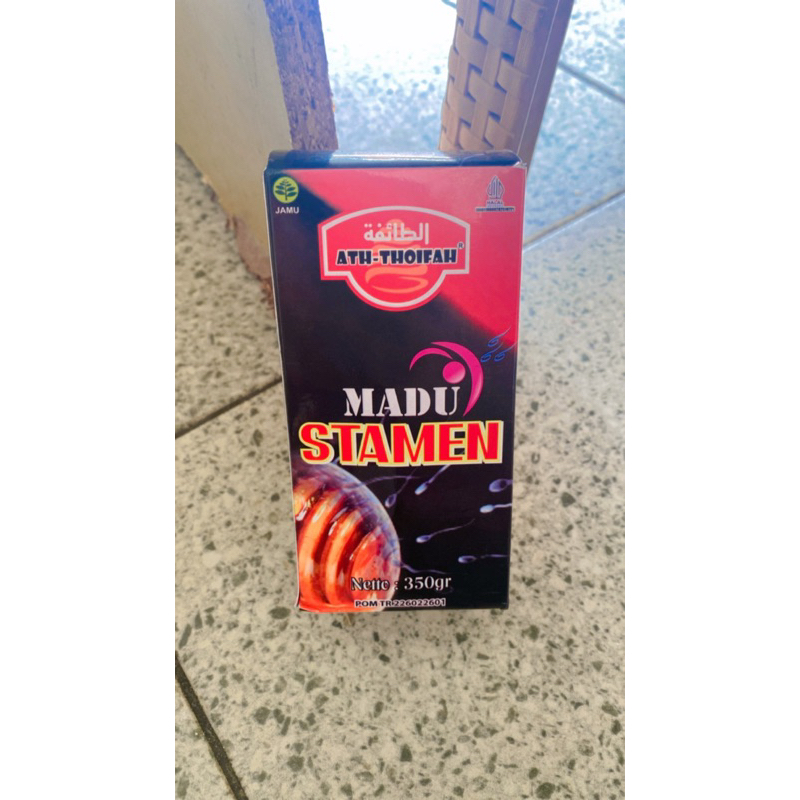 JAMU
الطائفة
ATH-THOIFAH®
MADU
STAMEN
Netto : 350gr
POM TR 226022601